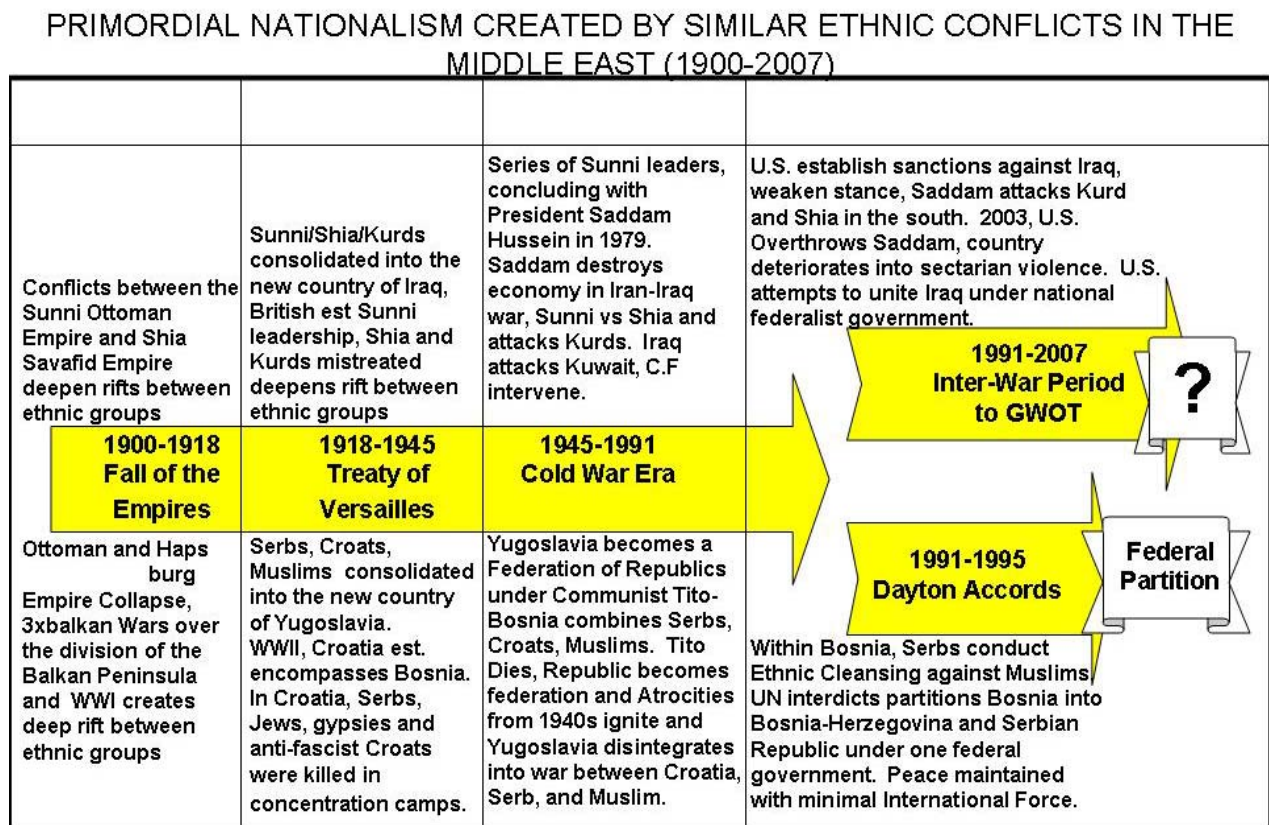 PRIMORDIAL NATIONALISM CREATED BY SIMILAR ETHNIC CONFLICTS IN THE
MIDDLE EAST (1900-2007)
Conflicts between the
Sunni Ottoman
Empire and Shia
Savafid Empire
deepen rifts between
ethnic groups
Sunni/Shia/Kurds
consolidated into the
new country of Iraq,
British est Sunni
leadership, Shia and
Kurds mistreated
deepens rift between
ethnic groups
Series of Sunni leaders,
concluding with
President Saddam
Hussein in 1979.
Saddam destroys
economy in Iran-Iraq
war, Sunni vs Shia and
attacks Kurds. Iraq
attacks Kuwait, C.F
intervene.
U.S. establish sanctions against Iraq,
weaken stance, Saddam attacks Kurd
and Shia in the south. 2003, U.S.
Overthrows Saddam, country
deteriorates into sectarian violence. U.S.
attempts to unite Iraq under national
federalist government.
1900-1918
Fall of the
Empires
1918-1945
Treaty of
Versailles
1945-1991
Cold War Era
1991-2007
Inter-War Period
to GWOT
?
1991-1995
Dayton Accords
Federal
Partition
Ottoman and Haps
burg
Empire Collapse,
3xbalkan Wars over
the division of the
Balkan Peninsula
and WWI creates
deep rift between
ethnic groups
Serbs, Croats,
Muslims consolidated
into the new country
of Yugoslavia.
WWII, Croatia est.
encompasses Bosnia.
In Croatia, Serbs,
Jews, gypsies and
anti-fascist Croats
were killed in
concentration camps.
Yugoslavia becomes a
Federation of Republics
under Communist Tito-
Bosnia combines Serbs,
Croats, Muslims. Tito
Dies, Republic becomes
federation and Atrocities
from 1940s ignite and
Yugoslavia disintegrates
into war between Croatia,
Serb, and Muslim.
Within Bosnia, Serbs conduct
Ethnic Cleansing against Muslims,
UN interdicts partitions Bosnia into
Bosnia-Herzegovina and Serbian
Republic under one federal
government. Peace maintained
with minimal International Force.